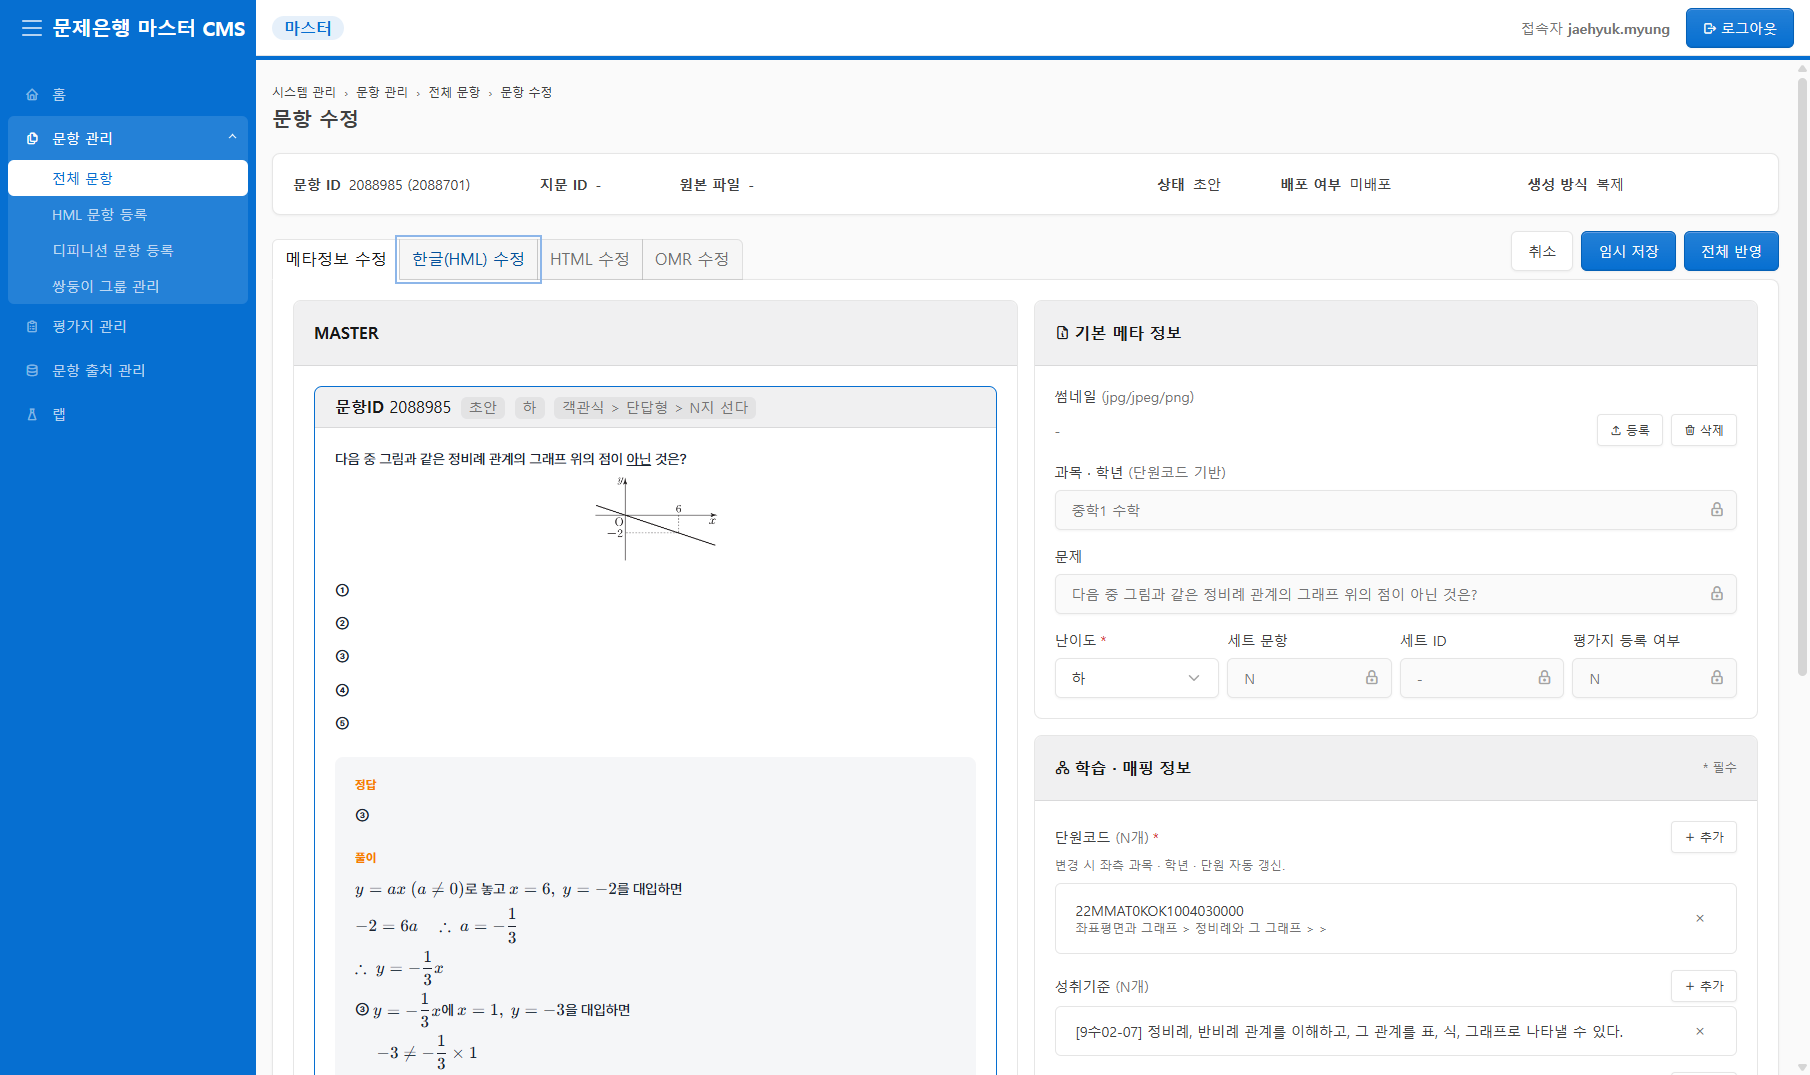 문제은행 마스터 CMS
홈
문항 관리
전체 문항
HML 문항 등록
디피니션 문항 등록
쌍둥이 그룹 관리
평가지 관리
문항 출처 관리
랩
마스터
접속자 jaehyuk.myung
로그아웃
시스템 관리 › 문항 관리 › 전체 문항 › 문항 수정
문항 수정
문항 ID 2088985 (2088701) 지문 ID - 원본 파일 - 상태 초안 배포 여부 미배포 생성 방식 복제
메타정보 수정 한글(HML) 수정 HTML 수정 OMR 수정
취소 임시 저장 전체 반영
MASTER
문항ID 2088985 초안 하 객관식 > 단답형 > N지 선다
다음 중 그림과 같은 정비례 관계의 그래프 위의 점이 아닌 것은?
y
6
O
x
−2
①
②
③
④
⑤
정답
③
풀이
y = ax (a ≠ 0)로 놓고 x = 6, y = −2를 대입하면
−2 = 6a ∴ a = −1/3
∴ y = −1/3x
③ y = −1/3x에 x = 1, y = −3을 대입하면
−3 ≠ −1/3 × 1
기본 메타 정보
썸네일 (jpg/jpeg/png)
-
등록 삭제
과목 · 학년 (단원코드 기반)
중학1 수학
문제
다음 중 그림과 같은 정비례 관계의 그래프 위의 점이 아닌 것은?
난이도 * 세트 문항 세트 ID 평가지 등록 여부
하 N - N
학습 · 매핑 정보 * 필수
단원코드 (N개) * + 추가
변경 시 좌측 과목 · 학년 · 단원 자동 갱신.
22MMAT0KOK1004030000 ×
좌표평면과 그래프 > 정비례와 그 그래프 > >
성취기준 (N개) + 추가
[9수02-07] 정비례, 반비례 관계를 이해하고, 그 관계를 표, 식, 그래프로 나타낼 수 있다. ×